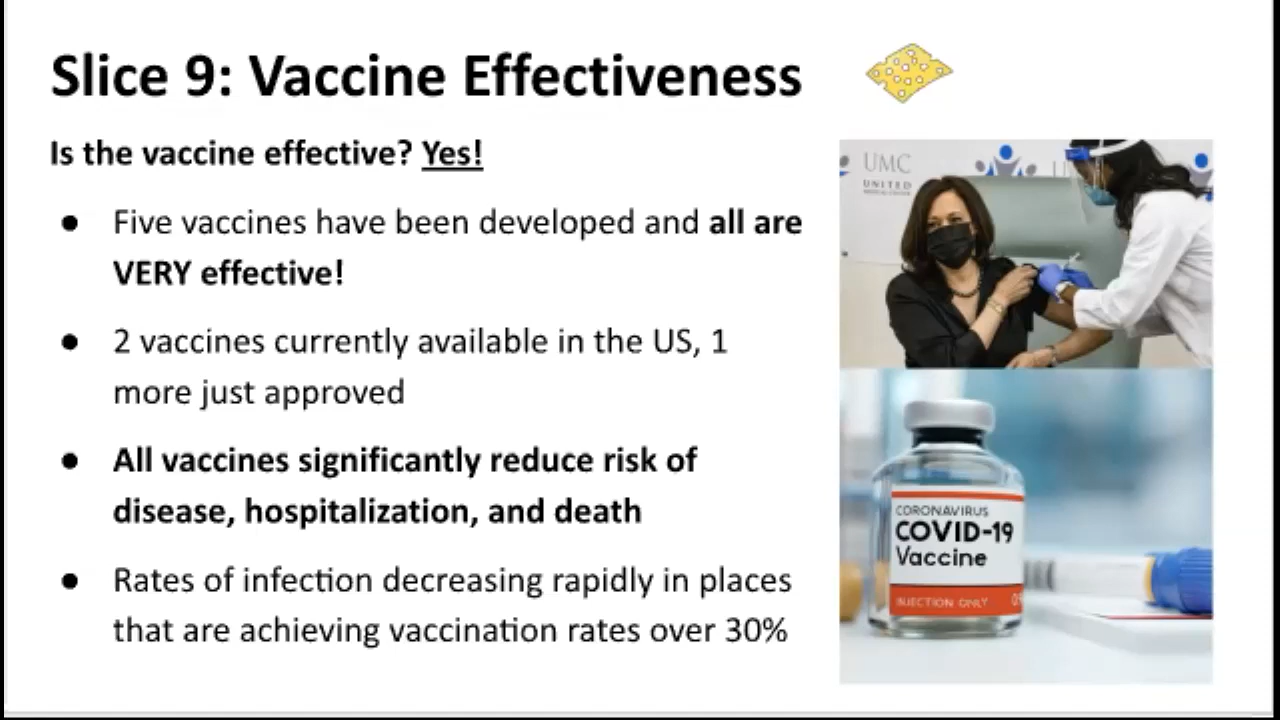 Slice 9: Vaccine Effectiveness
Is the vaccine effective? Yes!
● Five vaccines have been developed and all are
VERY effective!
● 2 vaccines currently available in the US, 1
more just approved
● All vaccines significantly reduce risk of
disease, hospitalization, and death
● Rates of infection decreasing rapidly in places
that are achieving vaccination rates over 30%
UMC
UNITED
CORONAVIRUS
COVID-19
Vaccine
INJECTION ONLY